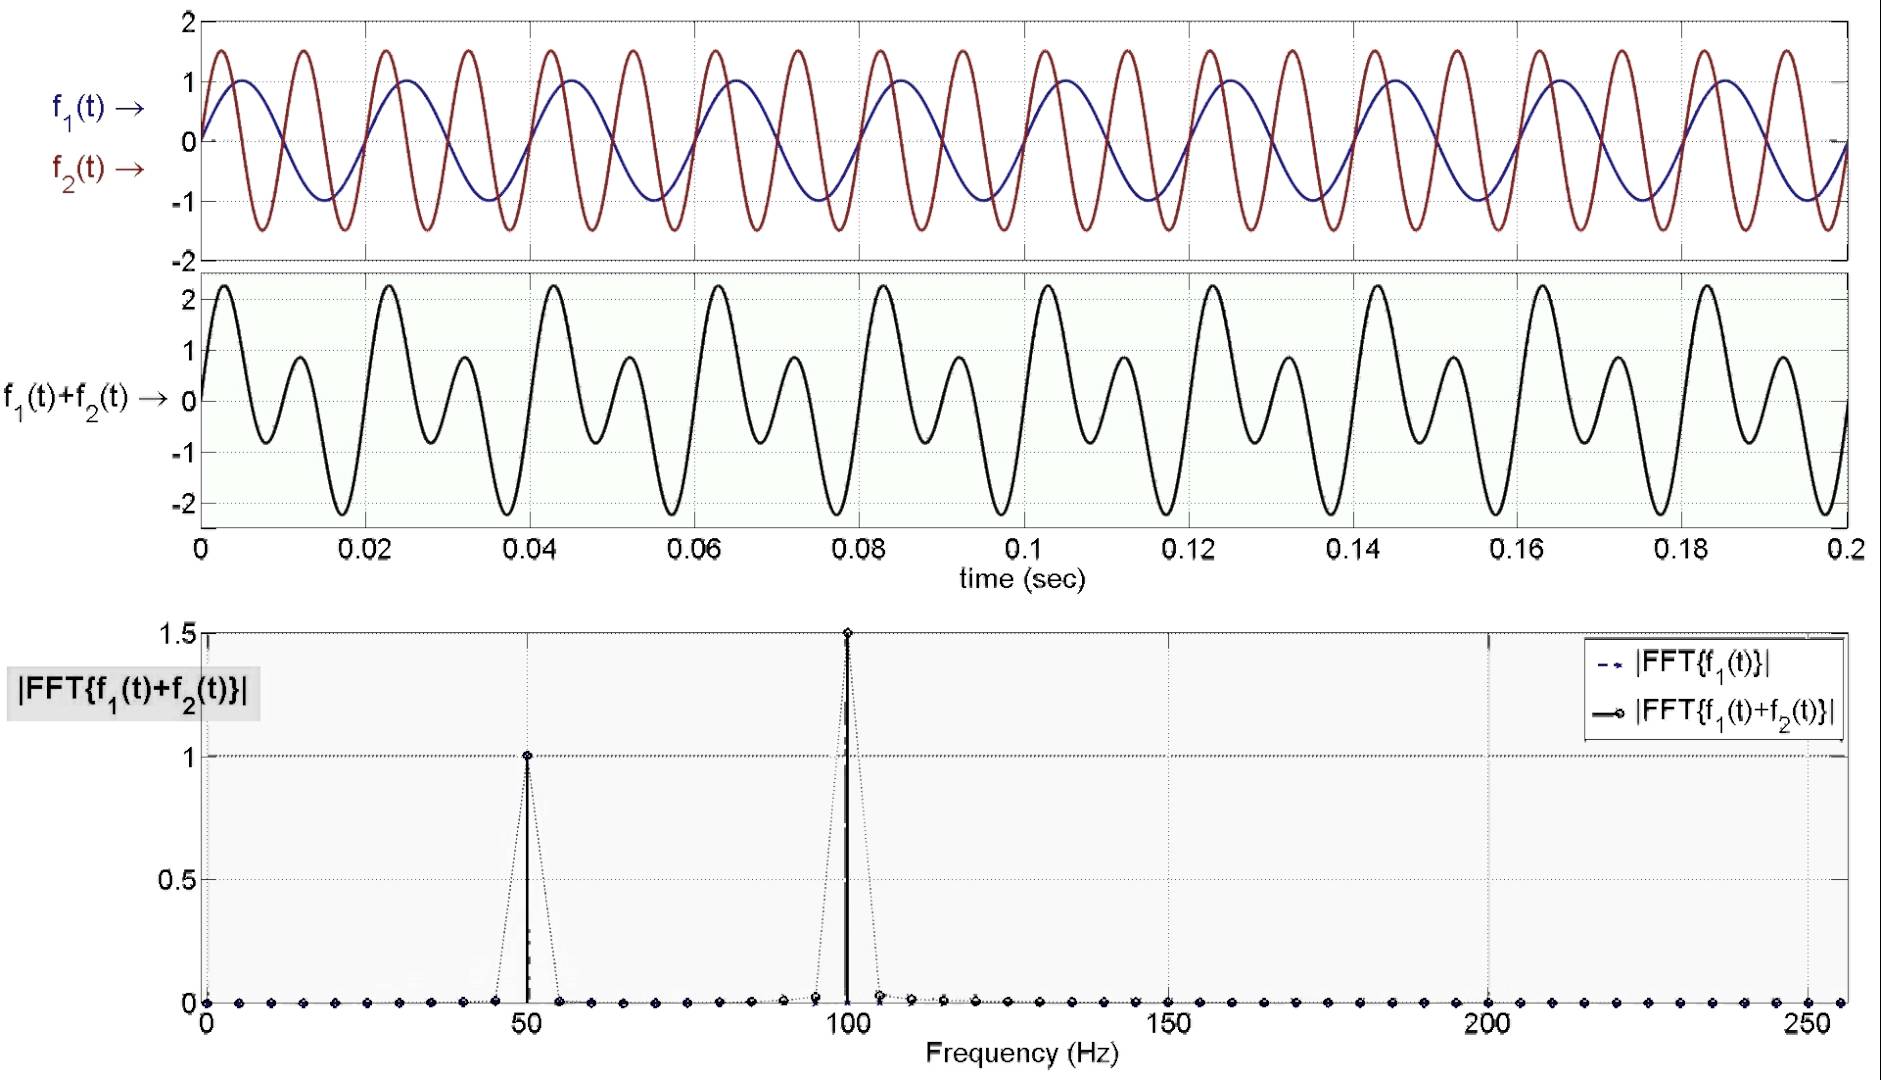 2
1
f1(t) →
0
f2(t) →
-1
-2
2
1
f1(t)+f2(t) → 0
-1
-2
0 0.02 0.04 0.06 0.08 0.1 0.12 0.14 0.16 0.18 0.2
time (sec)
1.5
|FFT{f1(t)}|
|FFT{f1(t)+f2(t)}|
|FFT{f1(t)+f2(t)}|
1
0.5
0
0 50 100 150 200 250
Frequency (Hz)